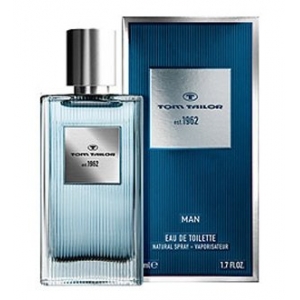 TOM TAILOR
est.1962
TOM TAILOR
est.1962
MAN
EAU DE TOILETTE
NATURAL SPRAY - VAPORISATEUR
1.7 FL.OZ.